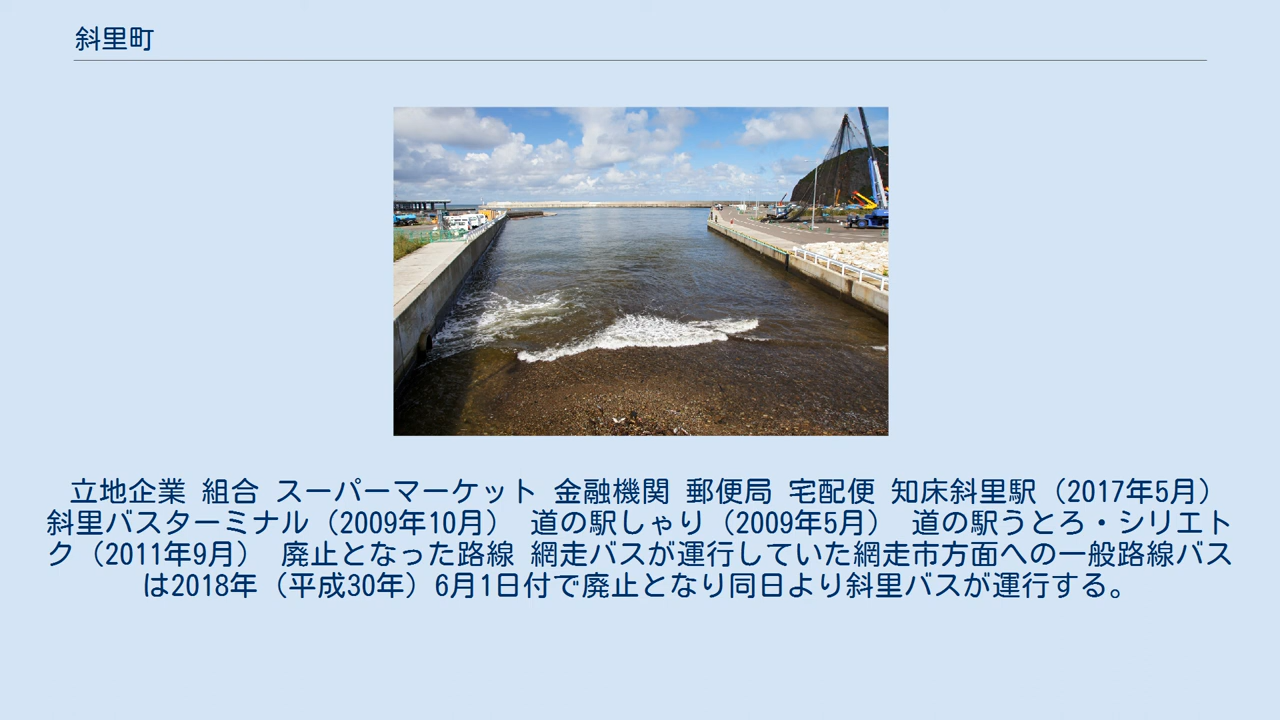 斜里町
立地企業 組合 スーパーマーケット 金融機関 郵便局 宅配便 知床斜里駅（2017年5月）
斜里バスターミナル（2009年10月） 道の駅しゃり（2009年5月） 道の駅うとろ・シリエト
ク（2011年9月） 廃止となった路線 網走バスが運行していた網走市方面への一般路線バス
は2018年（平成30年）6月1日付で廃止となり同日より斜里バスが運行する。